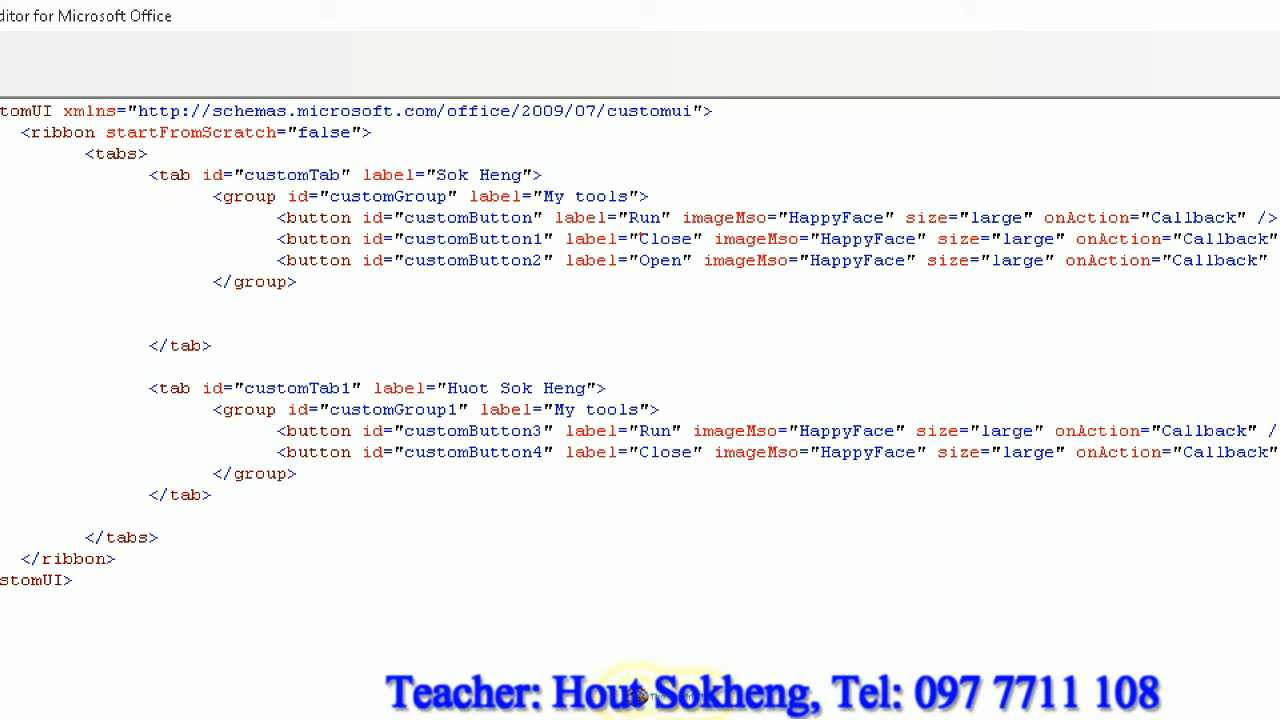 ditor for Microsoft Office
tomUI xmlns="http://schemas.microsoft.com/office/2009/07/customui">
<ribbon startFromScratch="false">
<tabs>
<tab id="customTab" label="Sok Heng">
<group id="customGroup" label="My tools">
<button id="customButton" label="Run" imageMso="HappyFace" size="large" onAction="Callback" />
<button id="customButton1" label="Close" imageMso="HappyFace" size="large" onAction="Callback"
<button id="customButton2" label="Open" imageMso="HappyFace" size="large" onAction="Callback"
</group>
</tab>
<tab id="customTab1" label="Huot Sok Heng">
<group id="customGroup1" label="My tools">
<button id="customButton3" label="Run" imageMso="HappyFace" size="large" onAction="Callback" /
<button id="customButton4" label="Close" imageMso="HappyFace" size="large" onAction="Callback"
</group>
</tab>
</tabs>
</ribbon>
stomUI>
Teacher: Hout Sokheng, Tel: 097 7711 108